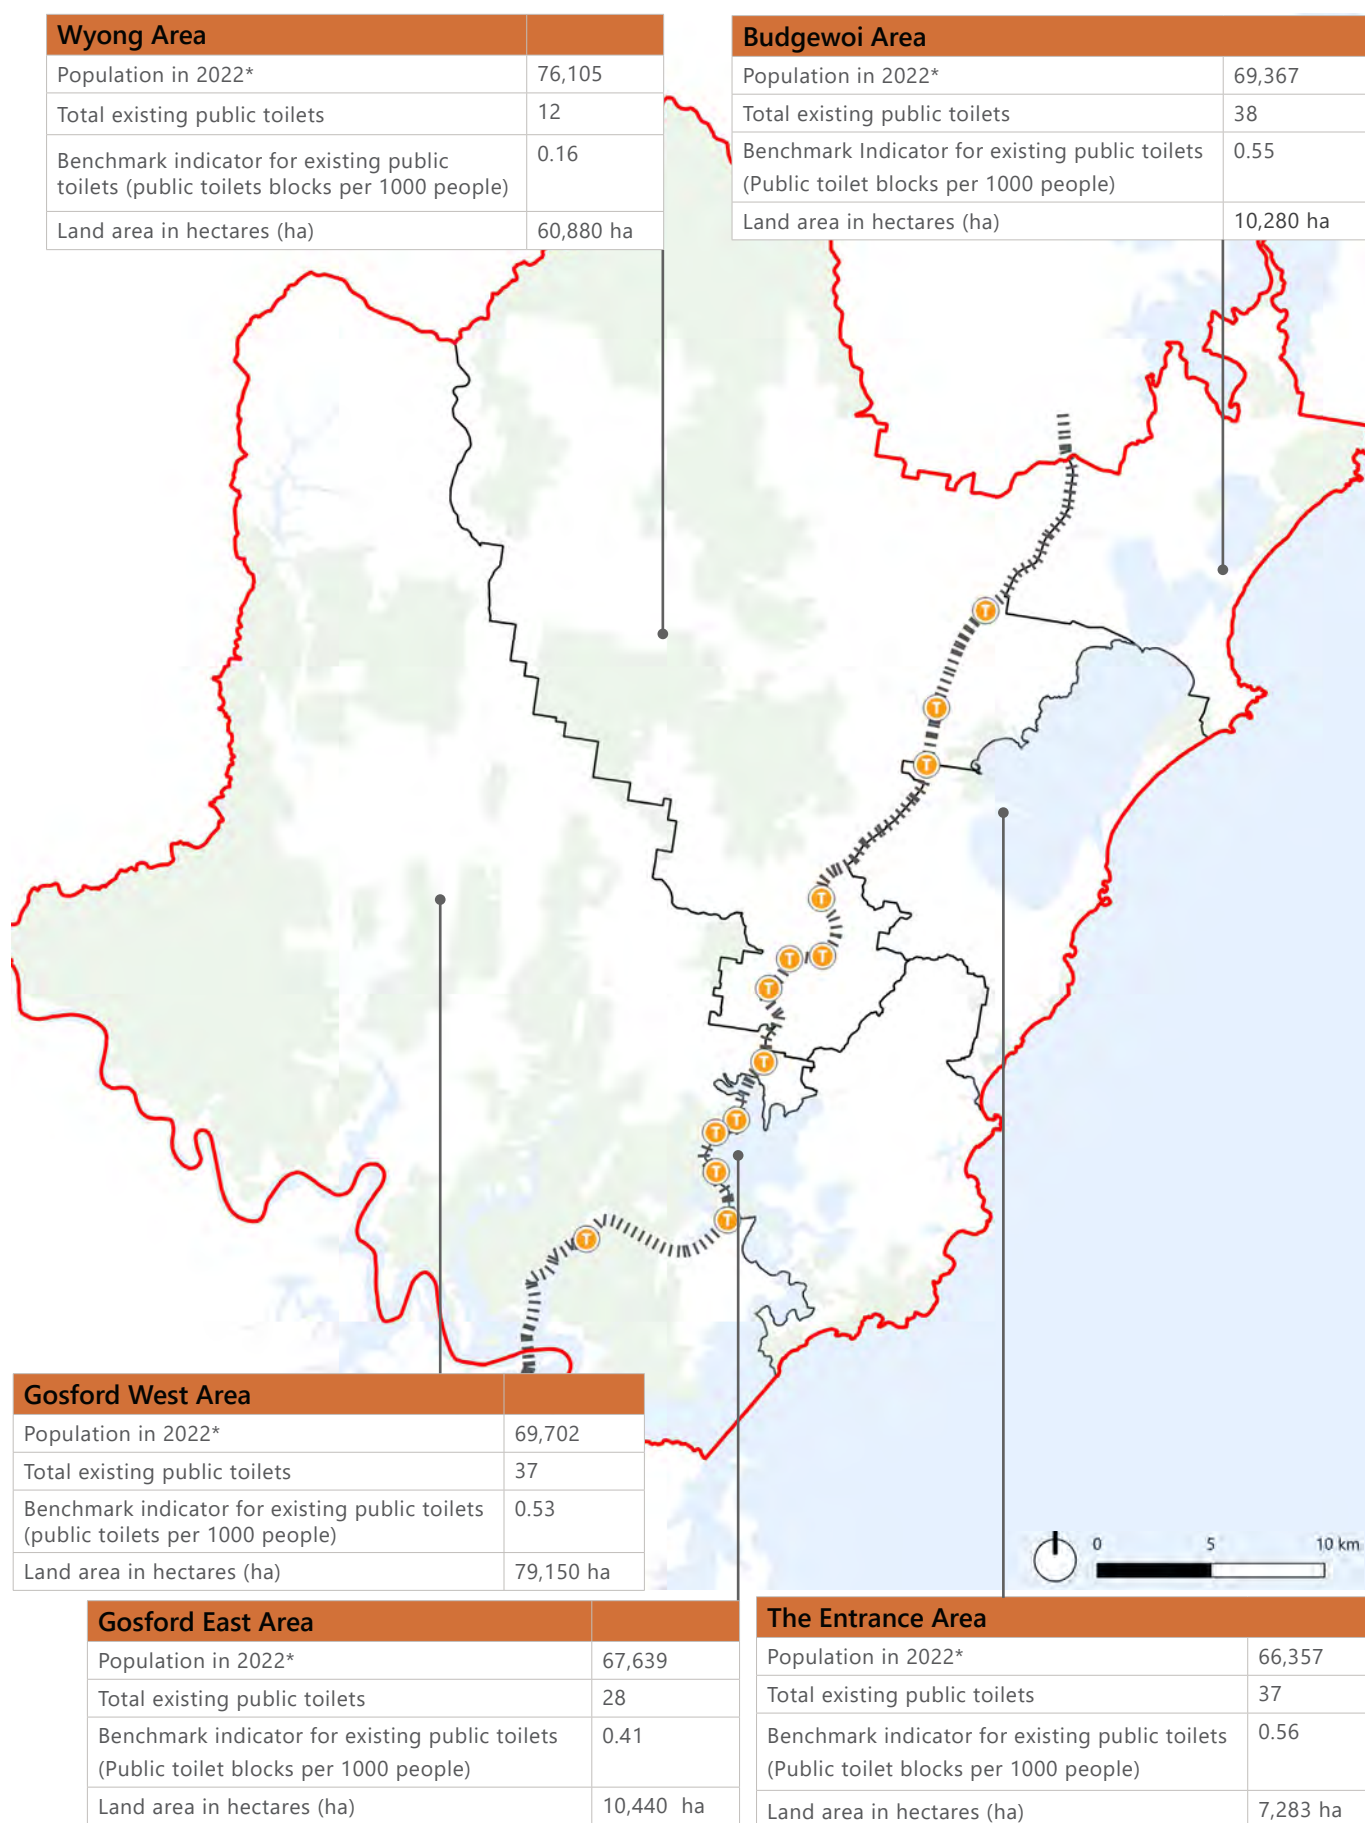 Wyong Area
Population in 2022* 76,105
Total existing public toilets 12
Benchmark indicator for existing public 0.16
toilets (public toilets blocks per 1000 people)
Land area in hectares (ha) 60,880 ha
Budgewoi Area
Population in 2022* 69,367
Total existing public toilets 38
Benchmark Indicator for existing public toilets 0.55
(Public toilet blocks per 1000 people)
Land area in hectares (ha) 10,280 ha
T
T
T
T
T
T
T
T
T
T
T
T
T
Gosford West Area
Population in 2022* 69,702
Total existing public toilets 37
Benchmark indicator for existing public toilets 0.53
(public toilets per 1000 people)
Land area in hectares (ha) 79,150 ha
0 5 10 km
Gosford East Area
Population in 2022* 67,639
Total existing public toilets 28
Benchmark indicator for existing public toilets 0.41
(Public toilet blocks per 1000 people)
Land area in hectares (ha) 10,440 ha
The Entrance Area
Population in 2022* 66,357
Total existing public toilets 37
Benchmark indicator for existing public toilets 0.56
(Public toilet blocks per 1000 people)
Land area in hectares (ha) 7,283 ha